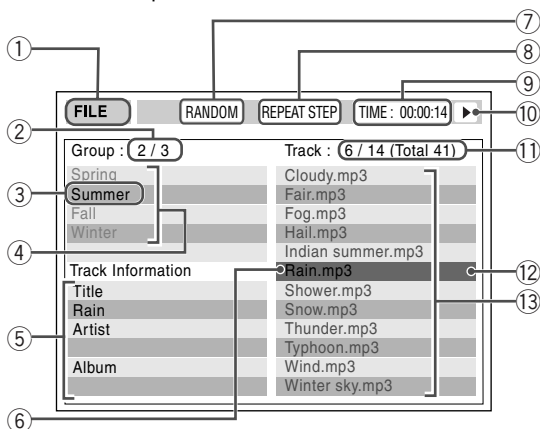 7
8
1
9
FILE
RANDOM
REPEAT STEP
TIME : 00:00:14
10
2
Group : 2 / 3
Track : 6 / 14 (Total 41)
11
Spring
Cloudy.mp3
3
Summer
Fair.mp3
Fall
Fog.mp3
4
Winter
Hail.mp3
Indian summer.mp3
Track Information
Rain.mp3
12
Title
Shower.mp3
13
5
Rain
Snow.mp3
Artist
Thunder.mp3
Typhoon.mp3
Album
Wind.mp3
Winter sky.mp3
6